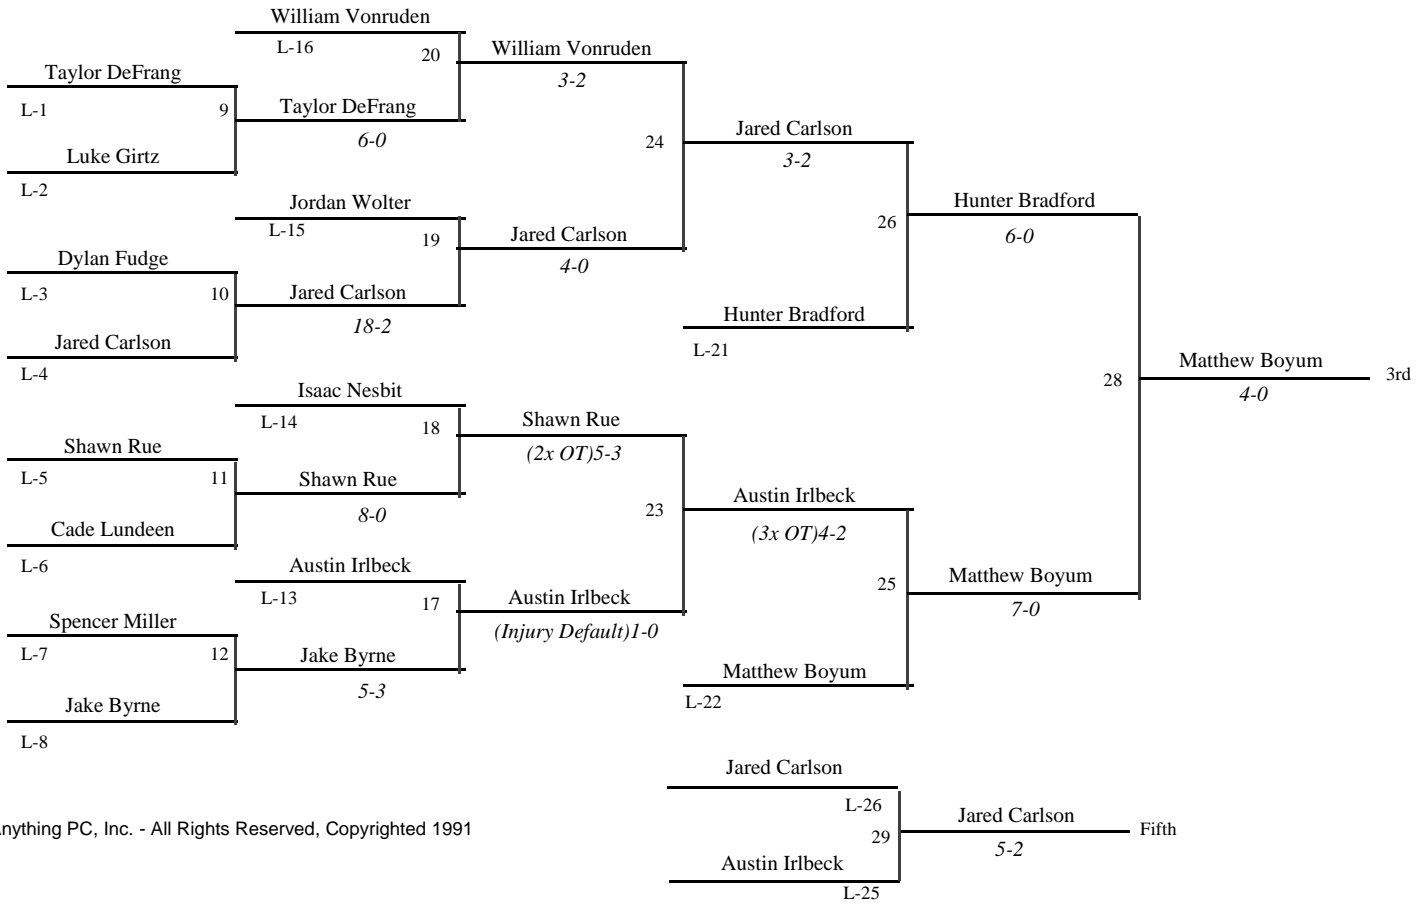 William Vonruden
L-16
20
William Vonruden
3-2
Taylor DeFrang
L-1
9
Taylor DeFrang
6-0
Luke Girtz
L-2
24
Jared Carlson
3-2
Jordan Wolter
L-15
19
Jared Carlson
4-0
26
Hunter Bradford
6-0
Dylan Fudge
L-3
10
Jared Carlson
18-2
Jared Carlson
L-4
Hunter Bradford
L-21
28
Matthew Boyum
4-0
3rd
Isaac Nesbit
L-14
18
Shawn Rue
(2x OT)5-3
Shawn Rue
L-5
11
Shawn Rue
8-0
Cade Lundeen
L-6
23
Austin Irlbeck
(3x OT)4-2
Austin Irlbeck
L-13
17
Austin Irlbeck
(Injury Default)1-0
25
Matthew Boyum
7-0
Spencer Miller
L-7
12
Jake Byrne
5-3
Jake Byrne
L-8
Matthew Boyum
L-22
Jared Carlson
L-26
29
Jared Carlson
5-2
Fifth
Austin Irlbeck
L-25
nything PC, Inc. - All Rights Reserved, Copyrighted 1991